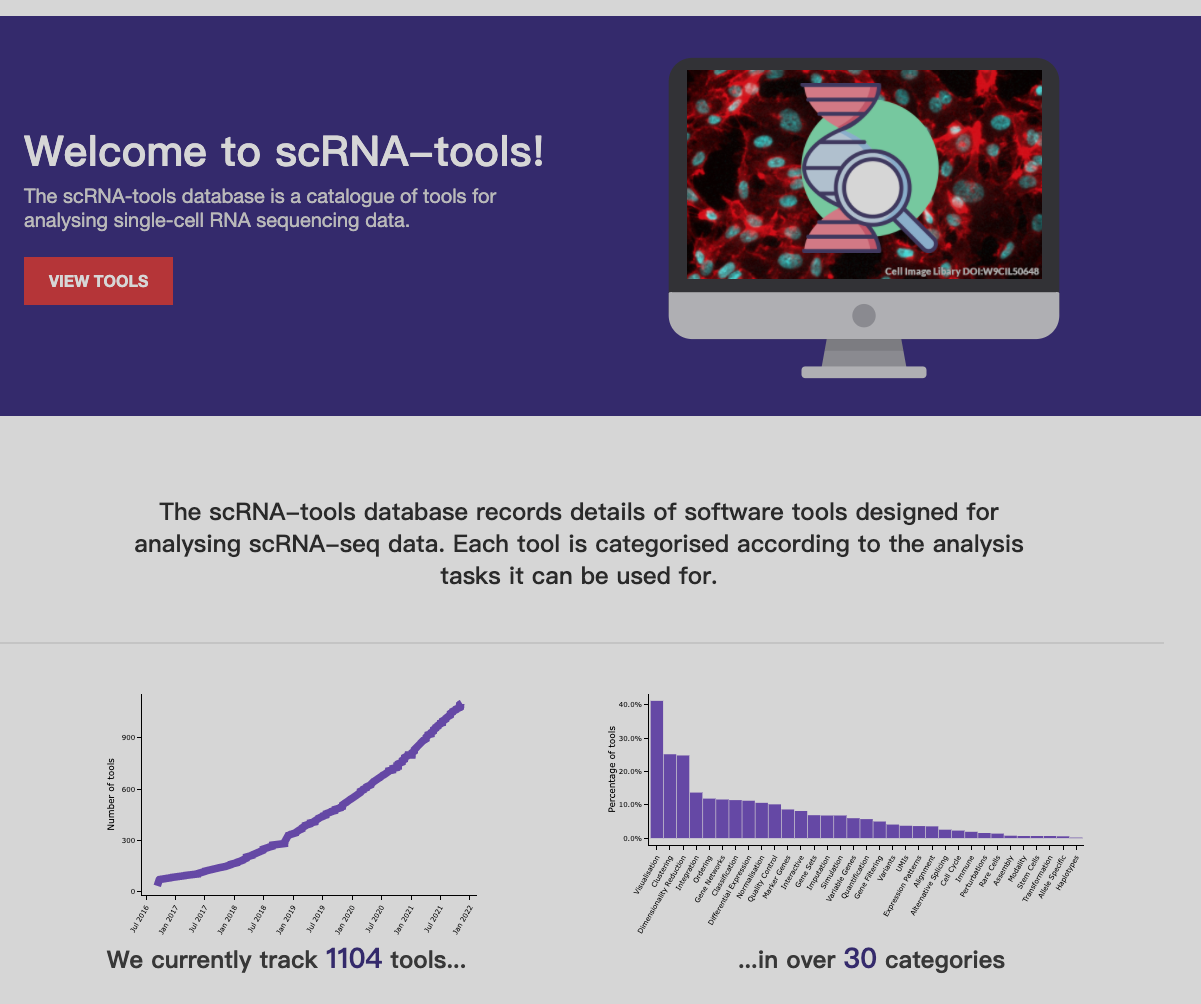 Welcome to scRNA–tools!
The scRNA-tools database is a catalogue of tools for
analysing single-cell RNA sequencing data.
VIEW TOOLS
Cell Image Libary DOI:W9CIL50648
The scRNA–tools database records details of software tools designed for
analysing scRNA–seq data. Each tool is categorised according to the analysis
tasks it can be used for.
Number of tools
900
600
300
0
Jul 2016
Jan 2017
Jul 2017
Jan 2018
Jul 2018
Jan 2019
Jul 2019
Jan 2020
Jul 2020
Jan 2021
Jul 2021
Jan 2022
We currently track 1104 tools...
Percentage of tools
40.0%
30.0%
20.0%
10.0%
0.0%
Visualisation
Clustering
Dimensionality Reduction
Integration
Ordering
Gene Networks
Classification
Differential Expression
Normalisation
Quality Control
Marker Genes
Interactive
Gene Sets
Imputation
Simulation
Variable Genes
Quantification
Gene Filtering
Variants
UMIs
Expression Patterns
Alignment
Alternative Splicing
Cell Cycle
Immune
Perturbations
Rare Cells
Assembly
Modality
Stem Cells
Transformation
Allele Specific
Haplotypes
...in over 30 categories